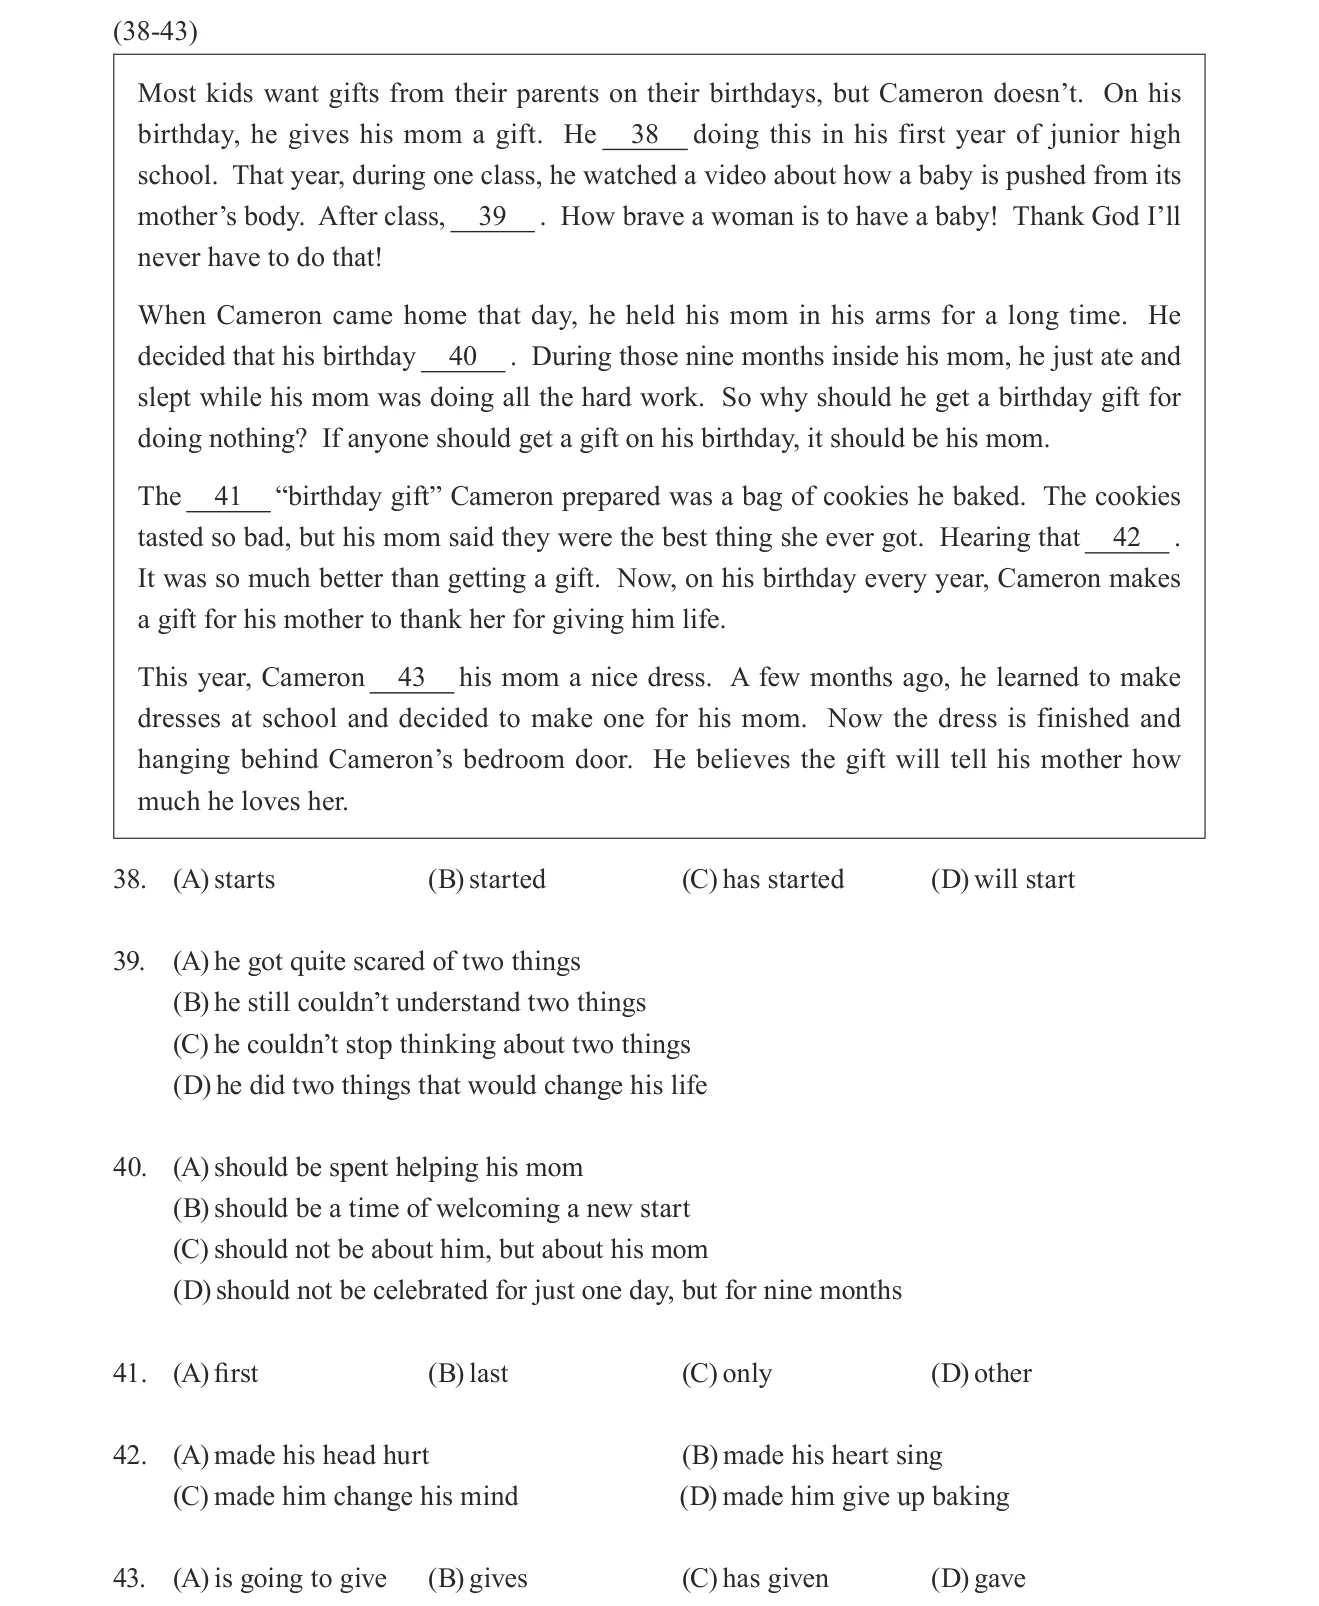 (38-43)
Most kids want gifts from their parents on their birthdays, but Cameron doesn’t. On his
birthday, he gives his mom a gift. He 38 doing this in his first year of junior high
school. That year, during one class, he watched a video about how a baby is pushed from its
mother’s body. After class, 39 . How brave a woman is to have a baby! Thank God I’ll
never have to do that!
When Cameron came home that day, he held his mom in his arms for a long time. He
decided that his birthday 40 . During those nine months inside his mom, he just ate and
slept while his mom was doing all the hard work. So why should he get a birthday gift for
doing nothing? If anyone should get a gift on his birthday, it should be his mom.
The 41 “birthday gift” Cameron prepared was a bag of cookies he baked. The cookies
tasted so bad, but his mom said they were the best thing she ever got. Hearing that 42 .
It was so much better than getting a gift. Now, on his birthday every year, Cameron makes
a gift for his mother to thank her for giving him life.
This year, Cameron 43 his mom a nice dress. A few months ago, he learned to make
dresses at school and decided to make one for his mom. Now the dress is finished and
hanging behind Cameron’s bedroom door. He believes the gift will tell his mother how
much he loves her.
38. (A) starts (B) started (C) has started (D) will start
39. (A) he got quite scared of two things
(B) he still couldn’t understand two things
(C) he couldn’t stop thinking about two things
(D) he did two things that would change his life
40. (A) should be spent helping his mom
(B) should be a time of welcoming a new start
(C) should not be about him, but about his mom
(D) should not be celebrated for just one day, but for nine months
41. (A) first (B) last (C) only (D) other
42. (A) made his head hurt (B) made his heart sing
(C) made him change his mind (D) made him give up baking
43. (A) is going to give (B) gives (C) has given (D) gave